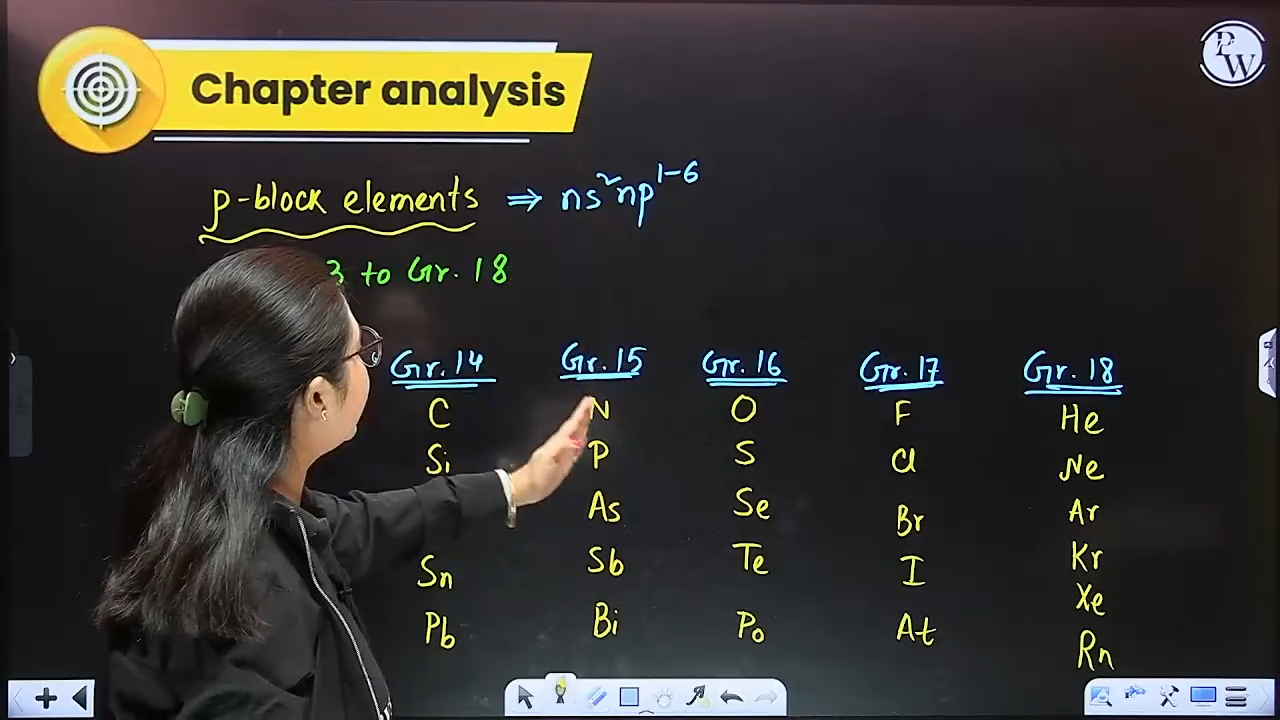 PW
Chapter analysis
p-block elements ⇒ ns²np¹⁻⁶
3 to Gr. 18
Gr. 14 Gr. 15 Gr. 16 Gr. 17 Gr. 18
C N O F He
Si P S Cl Ne
As Se Br Ar
Sn Sb Te I Kr
Xe
Pb Bi Po At Rn